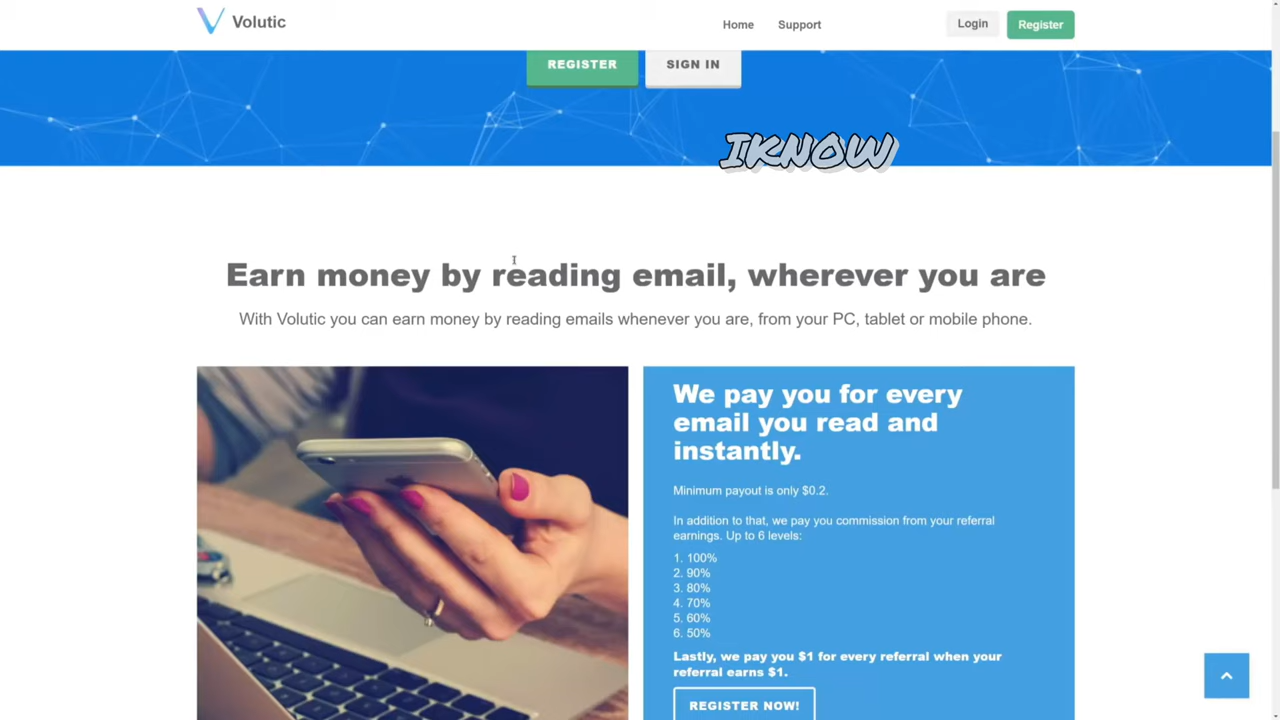 Volutic
Home
Support
Login
Register
REGISTER
SIGN IN
IKNOW
Earn money by reading email, wherever you are
With Volutic you can earn money by reading emails whenever you are, from your PC, tablet or mobile phone.
We pay you for every
email you read and
instantly.
Minimum payout is only $0.2.
In addition to that, we pay you commission from your referral
earnings. Up to 6 levels:
1. 100%
2. 90%
3. 80%
4. 70%
5. 60%
6. 50%
Lastly, we pay you $1 for every referral when your
referral earns $1.
REGISTER NOW!